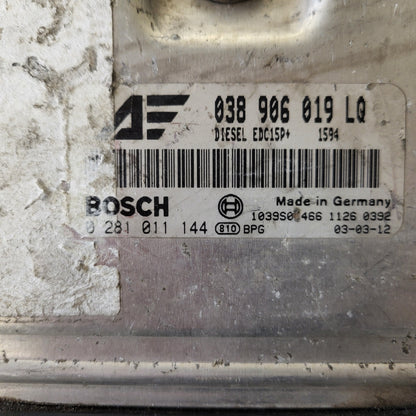 038 906 019 LQ
DIESEL EDC15P+ 1594
BOSCH
Made in Germany
1039S0 466 1126 0392
0 281 011 144 810 BPG
03-03-12